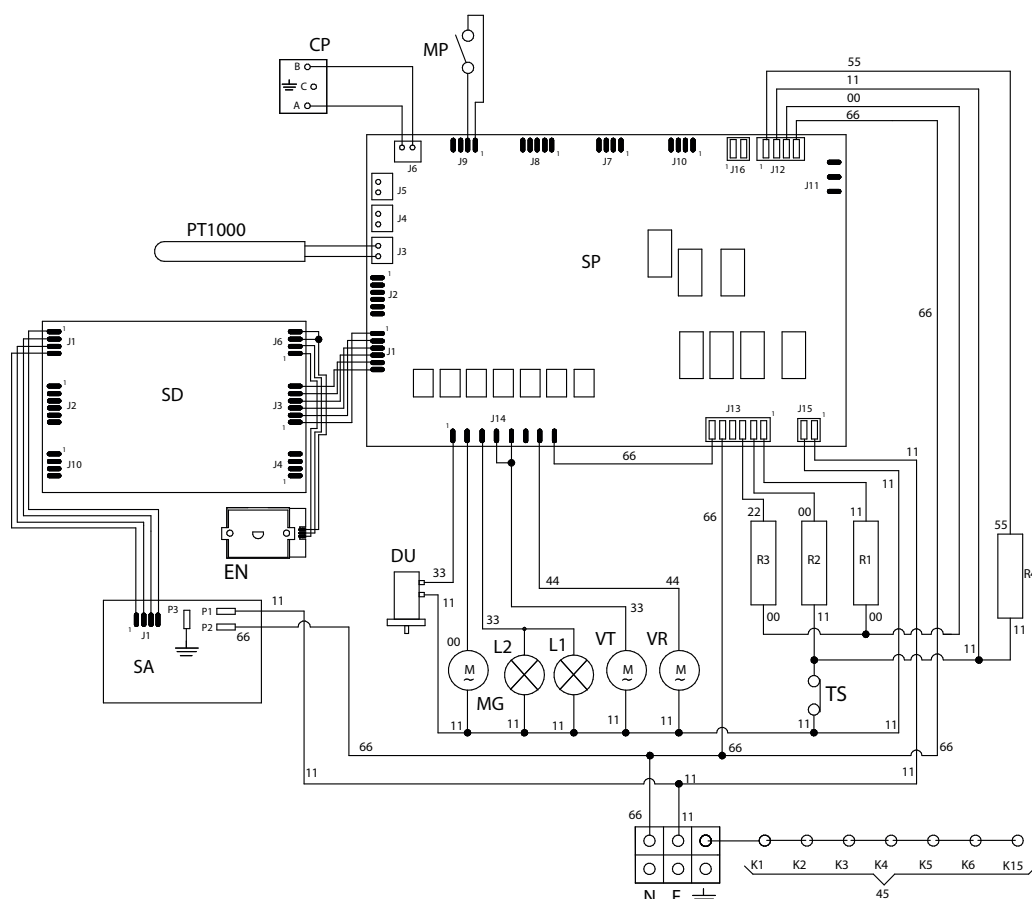 CP
MP
B
C
A
55
11
00
66
J6
J9
1
J8
1
J7
1
J10
1
1
J16
1
J12
J11
J5
J4
J3
PT1000
SP
1
J2
1
J1
66
1
J1
J6
1
SD
J2
J3
1
J10
J4
1
1
J14
J13
1
J15
1
66
11
11
66
22
00
11
55
R3
R2
R1
EN
DU
33
11
44
44
00
11
00
11
11
P3
P1
11
P2
66
1
J1
SA
33
33
00
L2
L1
VT
VR
M
~
M
~
M
~
MG
TS
11
11
11
11
11
11
11
66
66
66
11
11
11
66
11
K1
K2
K3
K4
K5
K6
K15
N
45